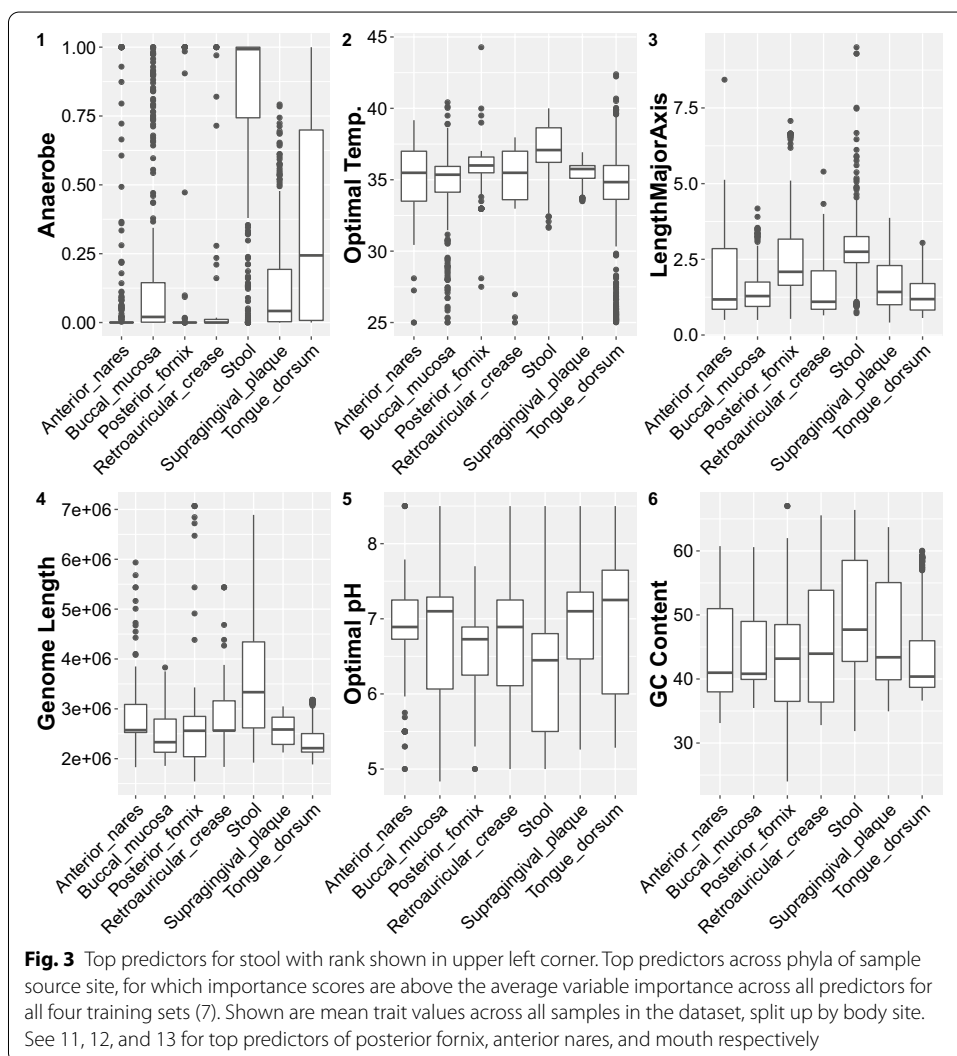 1
2
3
Anaerobe
1.00
0.75
0.50
0.25
0.00
Optimal Temp.
45
40
35
30
25
LengthMajorAxis
7.5
5.0
2.5
0.0
Anterior_nares
Buccal_mucosa
Posterior_fornix
Retroauricular_crease
Stool
Supragingival_plaque
Tongue_dorsum
Anterior_nares
Buccal_mucosa
Posterior_fornix
Retroauricular_crease
Stool
Supragingival_plaque
Tongue_dorsum
Anterior_nares
Buccal_mucosa
Posterior_fornix
Retroauricular_crease
Stool
Supragingival_plaque
Tongue_dorsum
4
5
6
Genome Length
7e+06
6e+06
5e+06
4e+06
3e+06
2e+06
Optimal pH
8
7
6
5
GC Content
60
50
40
30
Anterior_nares
Buccal_mucosa
Posterior_fornix
Retroauricular_crease
Stool
Supragingival_plaque
Tongue_dorsum
Anterior_nares
Buccal_mucosa
Posterior_fornix
Retroauricular_crease
Stool
Supragingival_plaque
Tongue_dorsum
Anterior_nares
Buccal_mucosa
Posterior_fornix
Retroauricular_crease
Stool
Supragingival_plaque
Tongue_dorsum
Fig. 3 Top predictors for stool with rank shown in upper left corner. Top predictors across phyla of sample
source site, for which importance scores are above the average variable importance across all predictors for
all four training sets (7). Shown are mean trait values across all samples in the dataset, split up by body site.
See 11, 12, and 13 for top predictors of posterior fornix, anterior nares, and mouth respectively